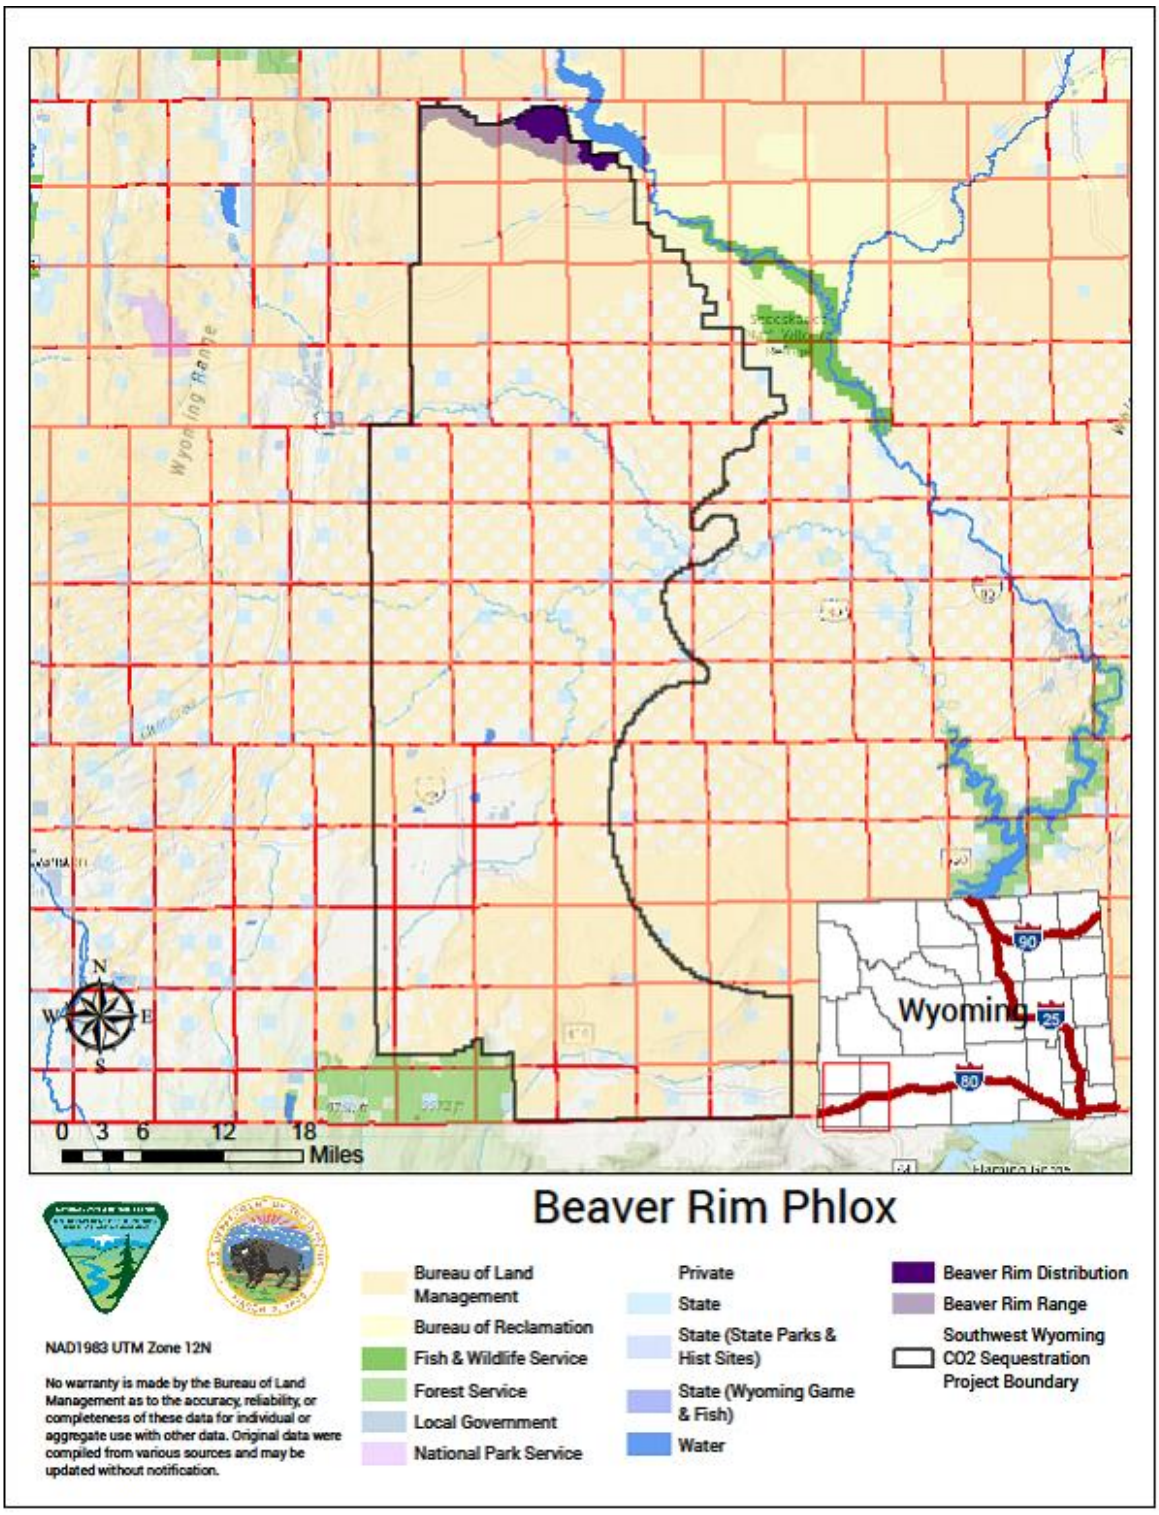 Wyoming Range
80
N
W
E
S
90
Wyoming
25
80
0 3 6 12 18
Miles
Beaver Rim Phlox
Bureau of Land
Management
Bureau of Reclamation
Fish & Wildlife Service
Forest Service
Local Government
National Park Service
Private
State
State (State Parks &
Hist Sites)
State (Wyoming Game
& Fish)
Water
Beaver Rim Distribution
Beaver Rim Range
Southwest Wyoming
CO2 Sequestration
Project Boundary
NAD1983 UTM Zone 12N
No warranty is made by the Bureau of Land
Management as to the accuracy, reliability, or
completeness of these data for individual or
aggregate use with other data. Original data were
compiled from various sources and may be
updated without notification.